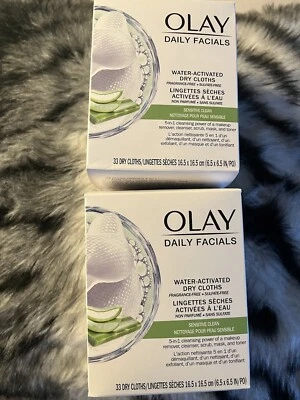 OLAY
DAILY FACIALS
WATER-ACTIVATED
DRY CLOTHS
FRAGRANCE-FREE • SULFATE-FREE
LINGETTES SÈCHES
ACTIVÉES À L'EAU
NON PARFUMÉ • SANS SULFATE
SENSITIVE CLEAN
NETTOYAGE POUR PEAU SENSIBLE
5-in-1 cleansing power of a makeup
remover, cleanser, scrub, mask, and toner
L'action nettoyante 5 en 1 d'un
démaquillant, d'un nettoyant, d'un
exfoliant, d'un masque et d'un tonifiant
33 DRY CLOTHS/LINGETTES SÈCHES 16.5 x 16.5 cm (6.5 x 6.5 IN/PO)
OLAY
DAILY FACIALS
WATER-ACTIVATED
DRY CLOTHS
FRAGRANCE-FREE • SULFATE-FREE
LINGETTES SÈCHES
ACTIVÉES À L'EAU
NON PARFUMÉ • SANS SULFATE
SENSITIVE CLEAN
NETTOYAGE POUR PEAU SENSIBLE
5-in-1 cleansing power of a makeup
remover, cleanser, scrub, mask, and toner
L'action nettoyante 5 en 1 d'un
démaquillant, d'un nettoyant, d'un
exfoliant, d'un masque et d'un tonifiant
33 DRY CLOTHS/LINGETTES SÈCHES 16.5 x 16.5 cm (6.5 x 6.5 IN/PO)